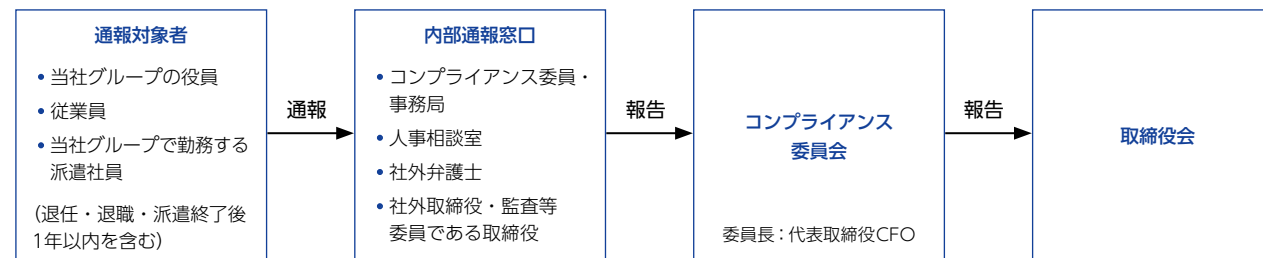 通報対象者
• 当社グループの役員
• 従業員
• 当社グループで勤務する
派遣社員
(退任・退職・派遣終了後
1年以内を含む)
通報
内部通報窓口
• コンプライアンス委員・
事務局
• 人事相談室
• 社外弁護士
• 社外取締役・監査等
委員である取締役
報告
コンプライアンス
委員会
委員長：代表取締役CFO
報告
取締役会